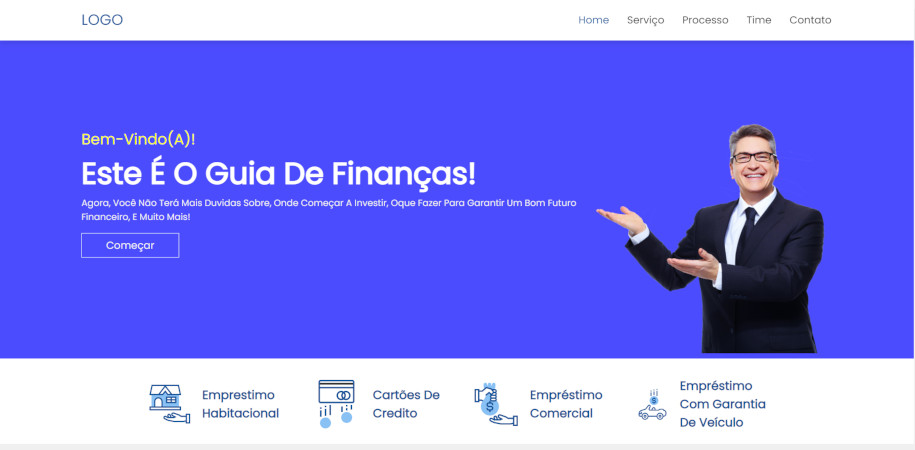 LOGO
Home Serviço Processo Time Contato
Bem-Vindo(A)!
Este É O Guia De Finanças!
Agora, Você Não Terá Mais Duvidas Sobre, Onde Começar A Investir, Oque Fazer Para Garantir Um Bom Futuro
Financeiro, E Muito Mais!
Começar
Emprestimo
Habitacional
Cartões De
Credito
Empréstimo
Comercial
Empréstimo
Com Garantia
De Veículo